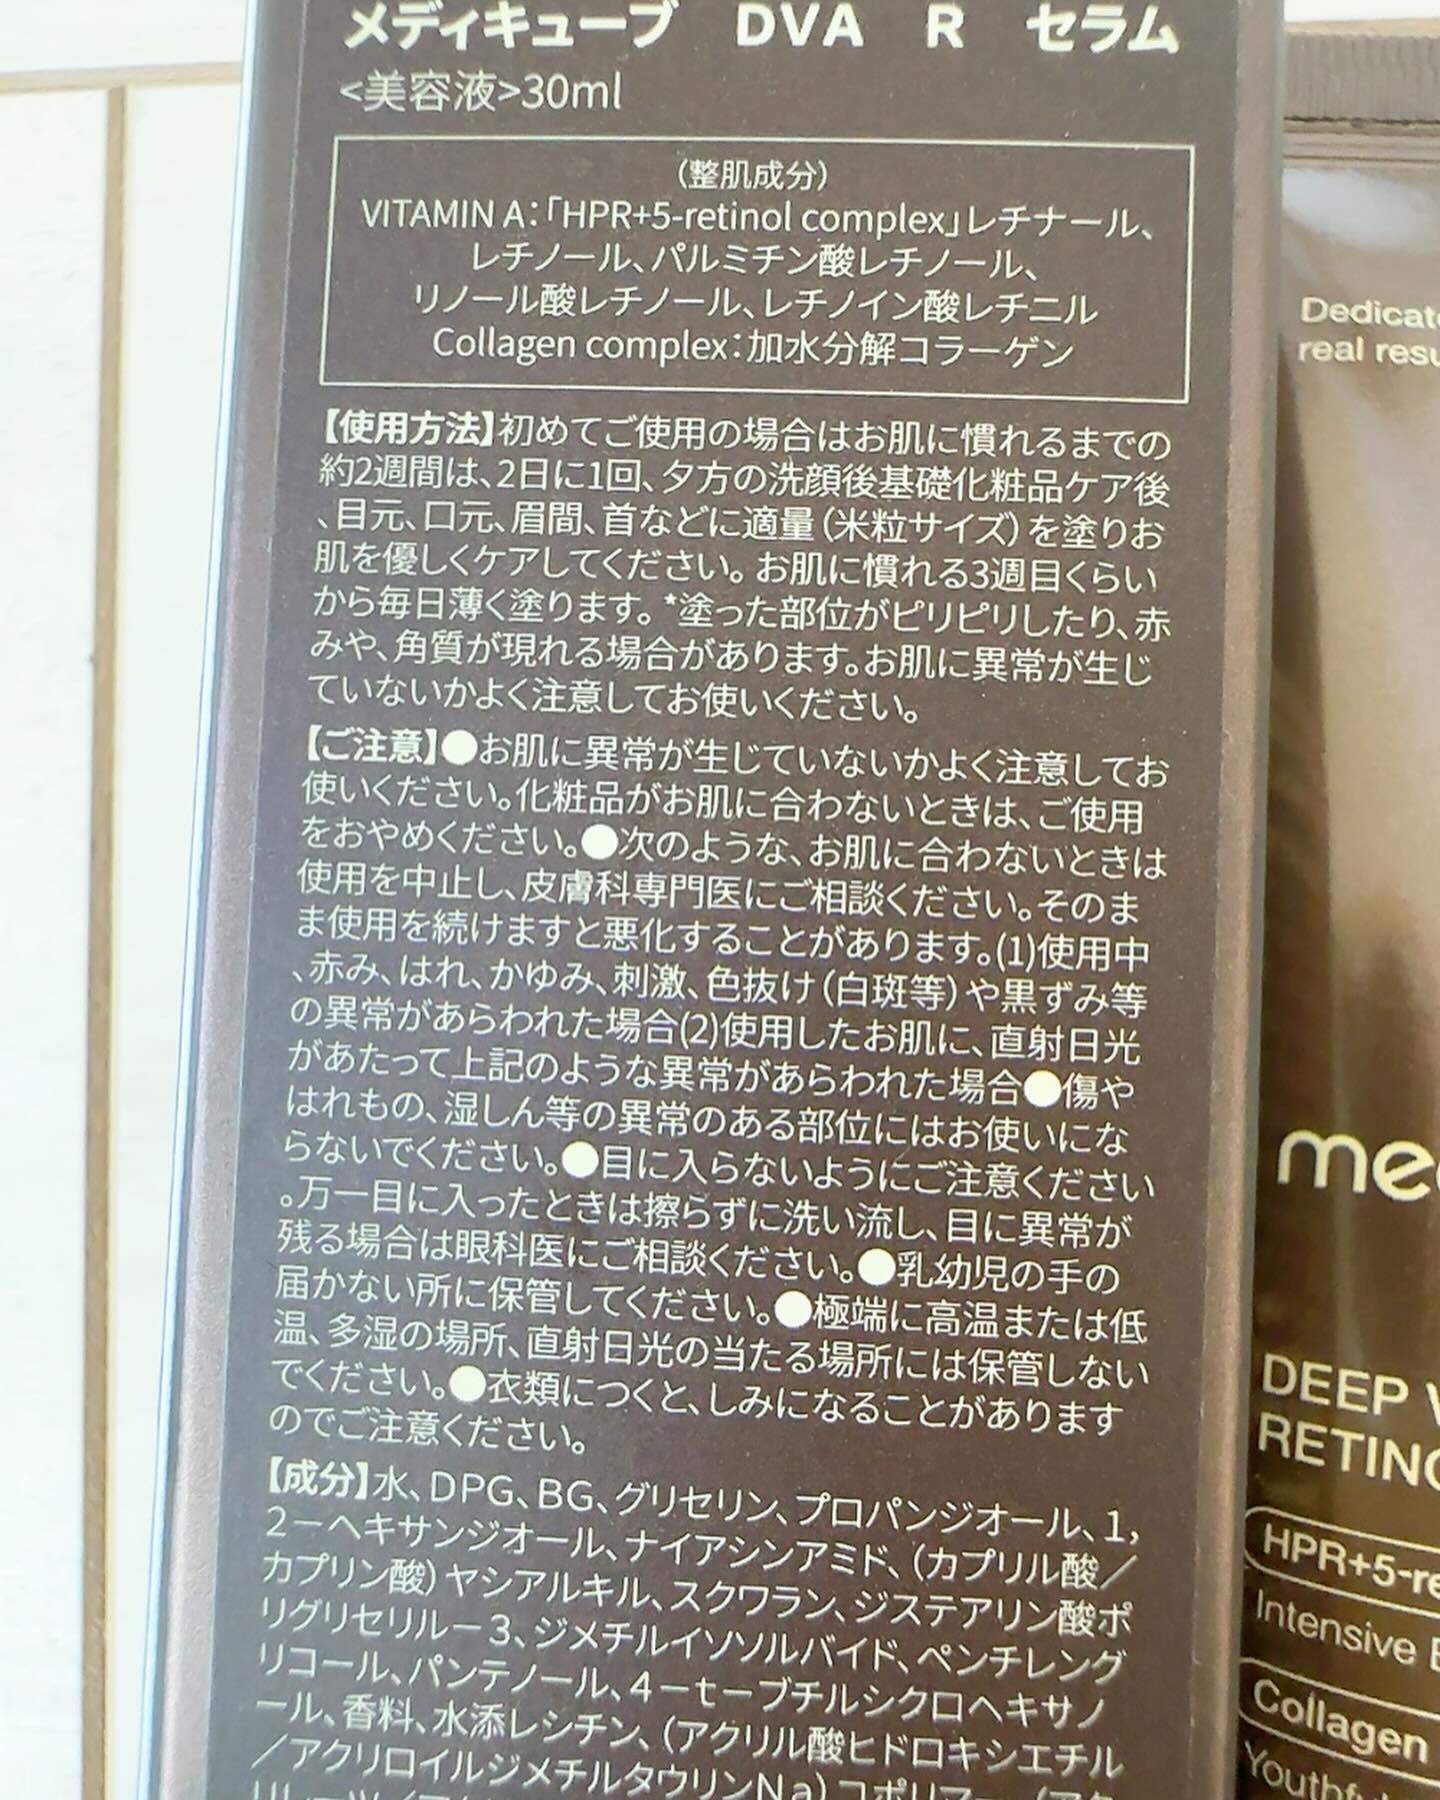 メディキューブ　DVA　R　セラム
<美容液>30ml
（整肌成分）
VITAMIN A：「HPR+5-retinol complex」レチナール、
レチノール、パルミチン酸レチノール、
リノール酸レチノール、レチノイン酸レチニル
Collagen complex：加水分解コラーゲン
【使用方法】初めてご使用の場合はお肌に慣れるまでの
約2週間は、2日に1回、夕方の洗顔後基礎化粧品ケア後
、目元、口元、眉間、首などに適量（米粒サイズ）を塗りお
肌を優しくケアしてください。お肌に慣れる3週目くらい
から毎日薄く塗ります。*塗った部位がピリピリしたり、赤
みや、角質が現れる場合があります。お肌に異常が生じ
ていないかよく注意してお使いください。
【ご注意】●お肌に異常が生じていないかよく注意してお
使いください。化粧品がお肌に合わないときは、ご使用
をおやめください。●次のような、お肌に合わないときは
使用を中止し、皮膚科専門医にご相談ください。そのま
ま使用を続けますと悪化することがあります。(1)使用中
、赤み、はれ、かゆみ、刺激、色抜け（白斑等）や黒ずみ等
の異常があらわれた場合(2)使用したお肌に、直射日光
があたって上記のような異常があらわれた場合●傷や
はれもの、湿しん等の異常のある部位にはお使いにな
らないでください。●目に入らないようにご注意ください
。万一目に入ったときは擦らずに洗い流し、目に異常が
残る場合は眼科医にご相談ください。●乳幼児の手の
届かない所に保管してください。●極端に高温または低
温、多湿の場所、直射日光の当たる場所には保管しない
でください。●衣類につくと、しみになることがあります
のでご注意ください。
【成分】水、DPG、BG、グリセリン、プロパンジオール、1，
2－ヘキサンジオール、ナイアシンアミド、（カプリル酸／
カプリン酸）ヤシアルキル、スクワラン、ジステアリン酸ポ
リグリセリル－3、ジメチルイソソルバイド、ペンチレング
リコール、パンテノール、4－t－ブチルシクロヘキサノ
ール、香料、水添レシチン、（アクリル酸ヒドロキシエチル
／アクリロイルジメチルタウリンNa）コポリマー、
Dedicate
real resu
me
DEEP V
RETINO
HPR+5-re
Intensive E
Collagen
Youthful